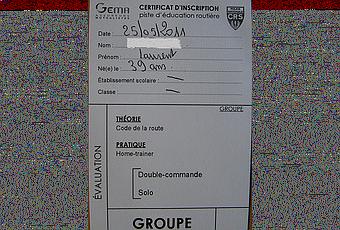 GEMA
CERTIFICAT D'INSCRIPTION
piste d'éducation routière
CRS
Date : 25/05/2011
Nom :
Prénom : Laurent
Né(e) le : 39 ans.
Établissement scolaire : —
Classe : —
GROUPE
ÉVALUATION
THÉORIE
Code de la route
PRATIQUE
Home-trainer
Double-commande
Solo
GROUPE